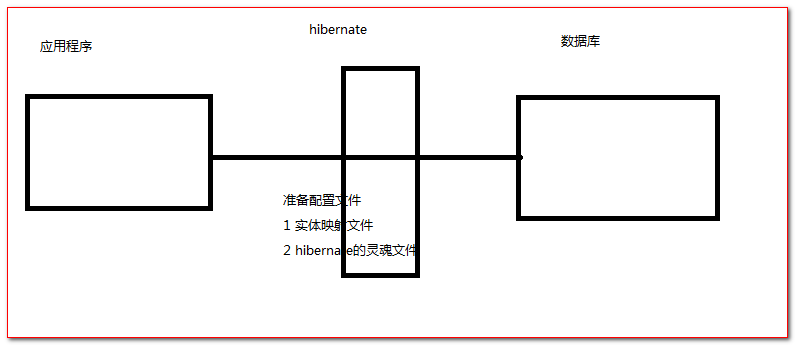 hibernate
应用程序
数据库
准备配置文件
1 实体映射文件
2 hibernate的灵魂文件